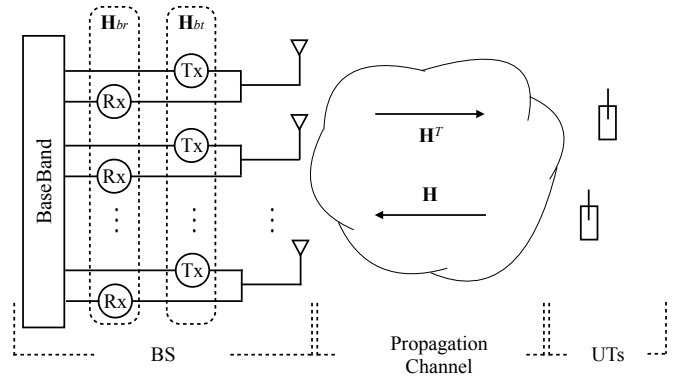 H_br H_bt
Tx
Rx
Tx
Rx
Tx
Rx
BaseBand
H^T
H
BS
Propagation
Channel
UTs